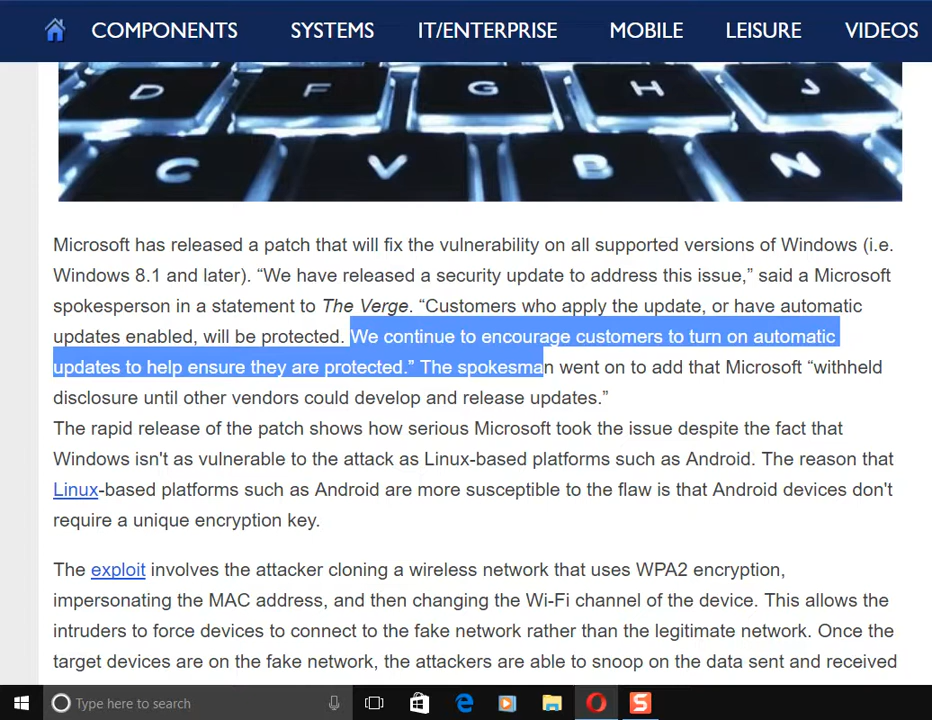 COMPONENTS SYSTEMS IT/ENTERPRISE MOBILE LEISURE VIDEOS
D F G H J
C V B N
Microsoft has released a patch that will fix the vulnerability on all supported versions of Windows (i.e.
Windows 8.1 and later). “We have released a security update to address this issue,” said a Microsoft
spokesperson in a statement to The Verge. “Customers who apply the update, or have automatic
updates enabled, will be protected. We continue to encourage customers to turn on automatic
updates to help ensure they are protected.” The spokesman went on to add that Microsoft “withheld
disclosure until other vendors could develop and release updates.”
The rapid release of the patch shows how serious Microsoft took the issue despite the fact that
Windows isn't as vulnerable to the attack as Linux-based platforms such as Android. The reason that
Linux-based platforms such as Android are more susceptible to the flaw is that Android devices don't
require a unique encryption key.
The exploit involves the attacker cloning a wireless network that uses WPA2 encryption,
impersonating the MAC address, and then changing the Wi-Fi channel of the device. This allows the
intruders to force devices to connect to the fake network rather than the legitimate network. Once the
target devices are on the fake network, the attackers are able to snoop on the data sent and received
Type here to search